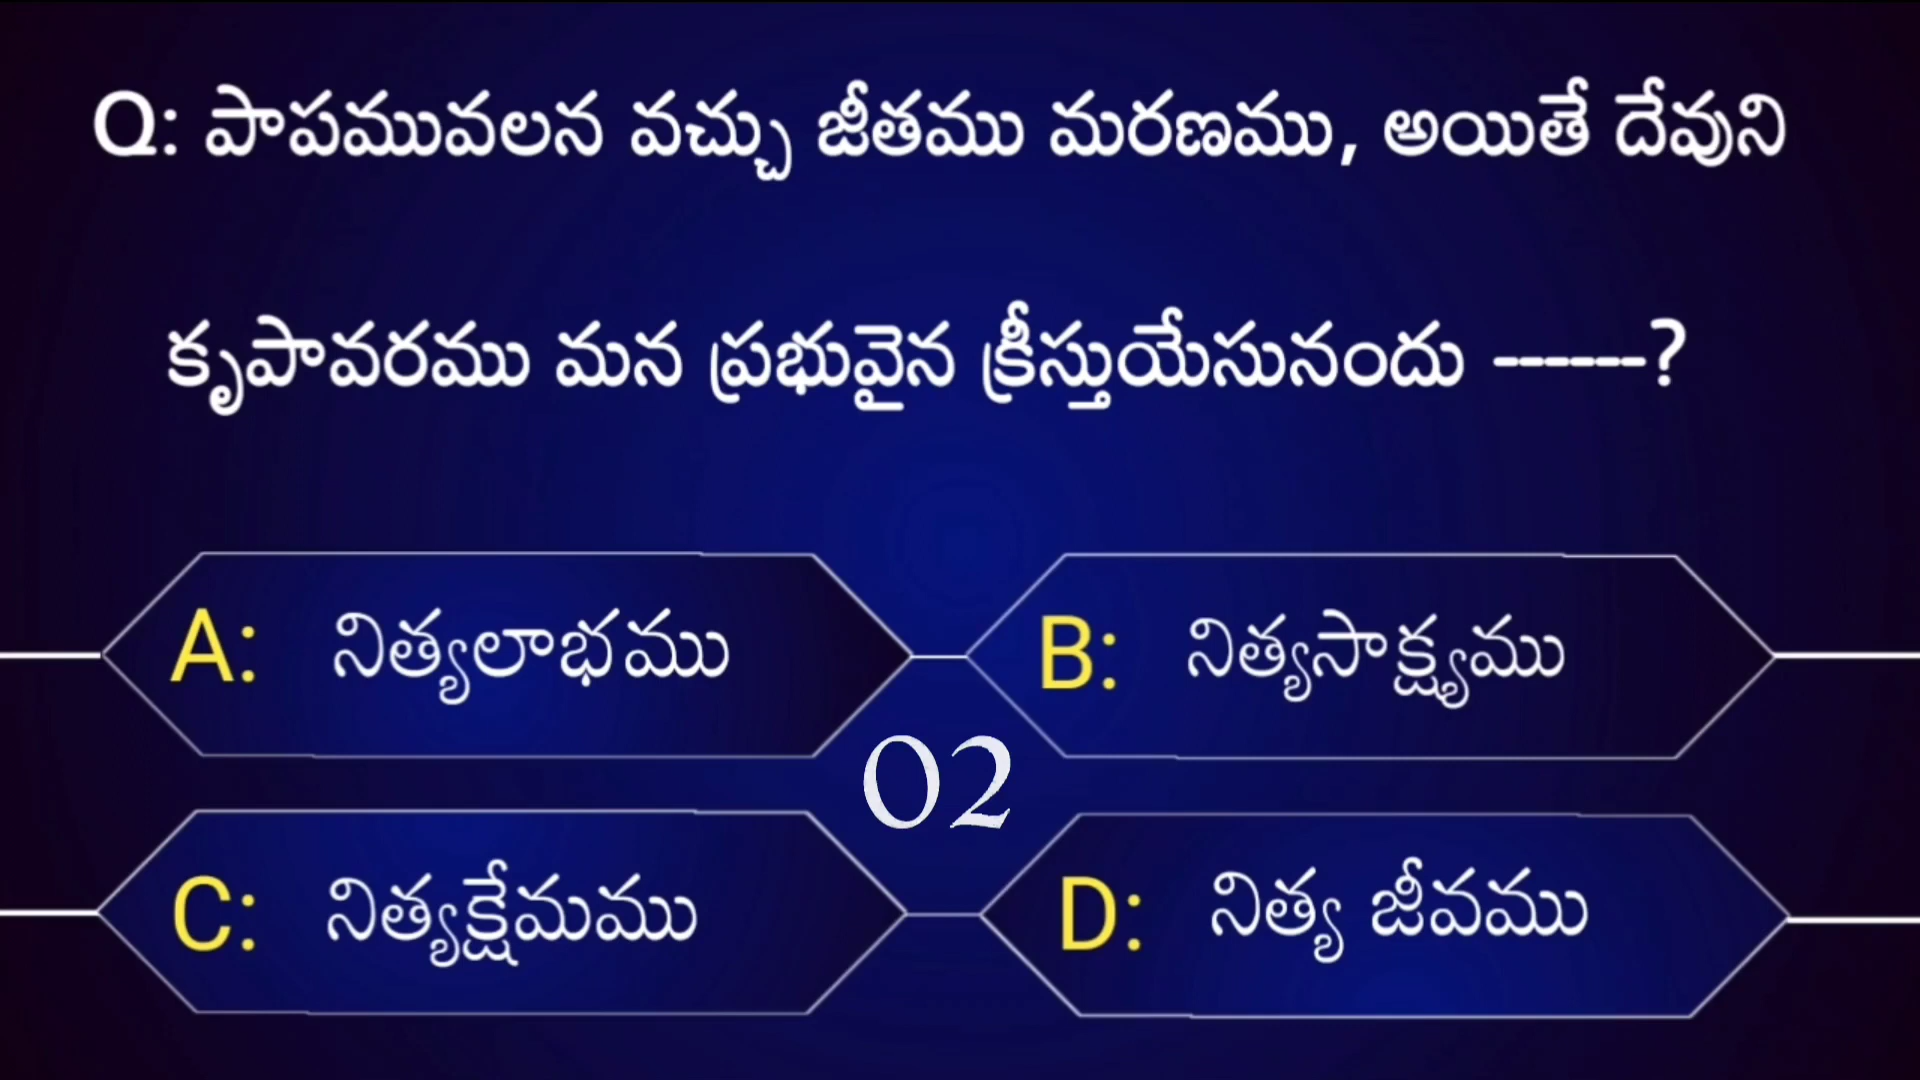 Q: పాపమువలన వచ్చు జీతము మరణము, అయితే దేవుని
కృపావరము మన ప్రభువైన క్రీస్తుయేసునందు ------?
A: నిత్యలాభము
B: నిత్యసాక్ష్యము
02
C: నిత్యక్షేమము
D: నిత్య జీవము